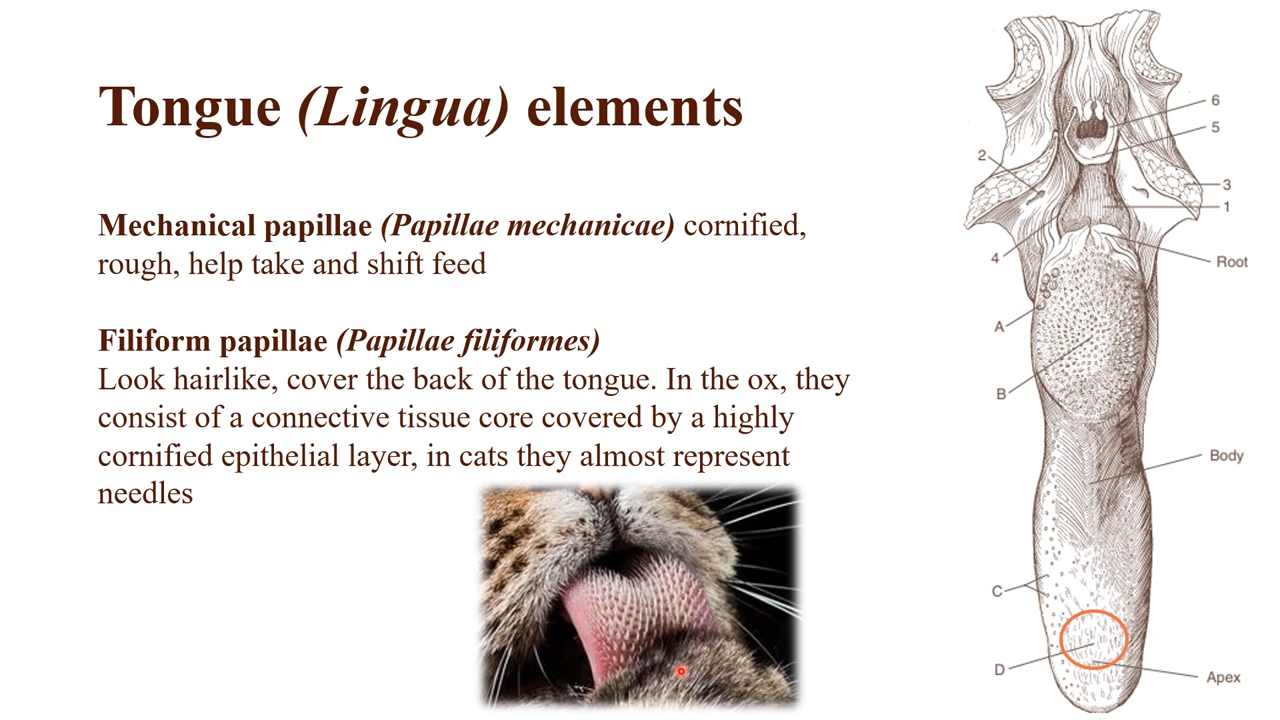 Tongue (Lingua) elements
Mechanical papillae (Papillae mechanicae) cornified,
rough, help take and shift feed
Filiform papillae (Papillae filiformes)
Look hairlike, cover the back of the tongue. In the ox, they
consist of a connective tissue core covered by a highly
cornified epithelial layer, in cats they almost represent
needles
6
5
2
3
1
4
Root
A
B
Body
C
D
Apex